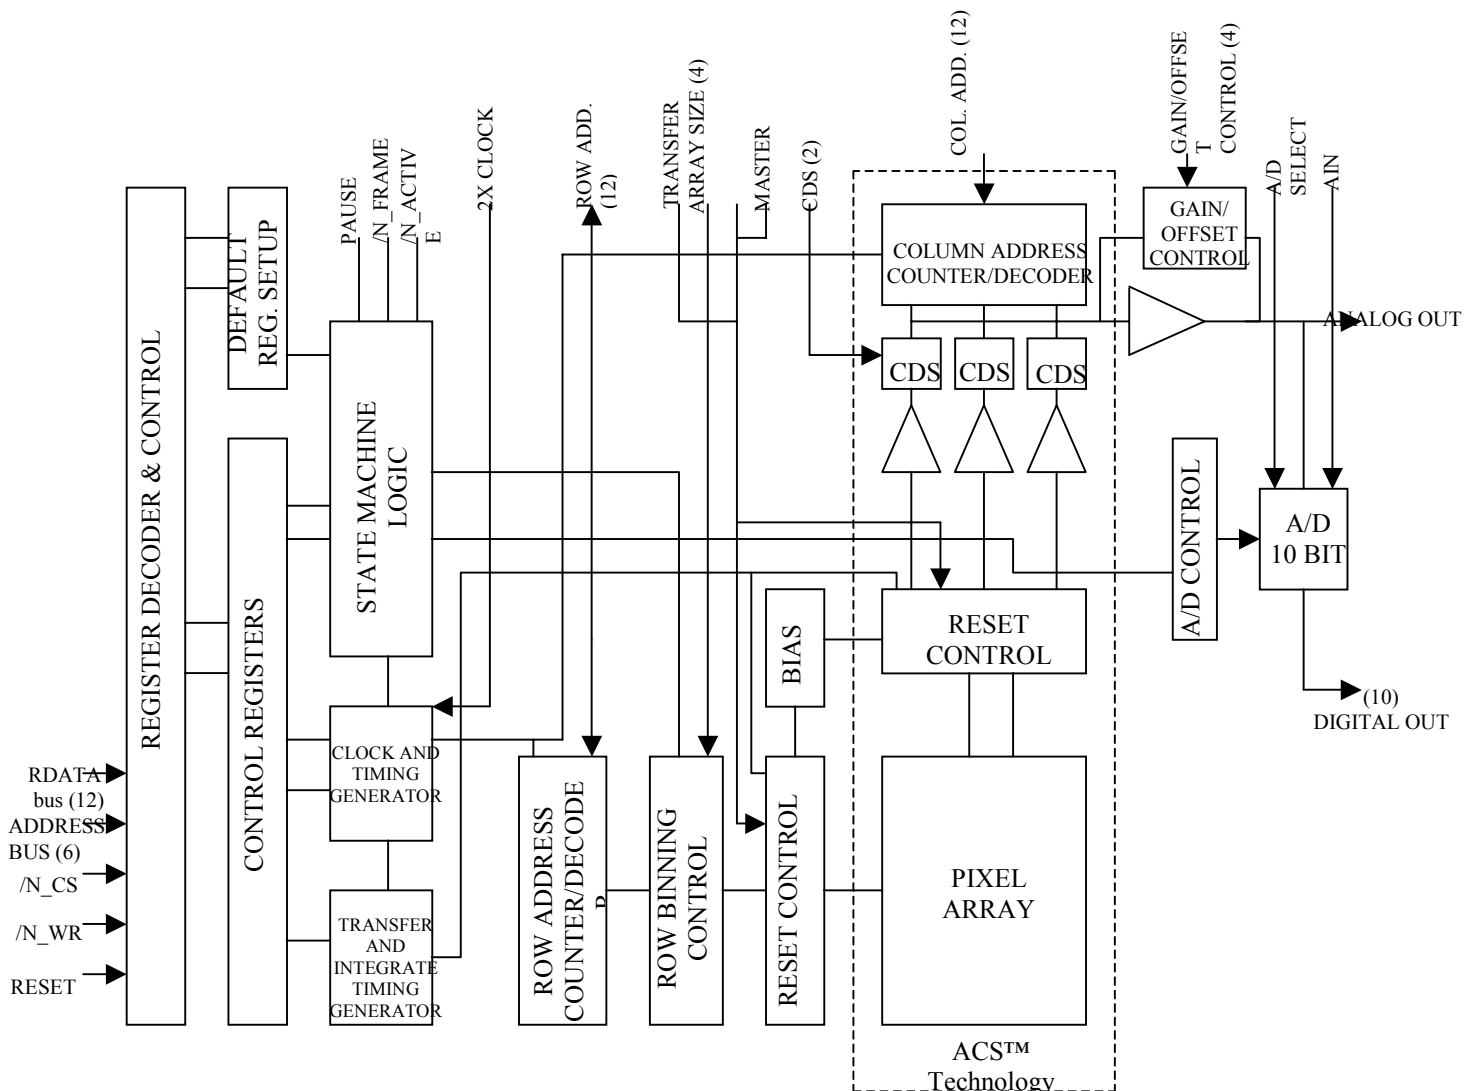 COL. ADD. (12)
GAIN/OFFSE
T
CONTROL (4)
TRANSFER
ARRAY SIZE (4)
MASTER
CDS (2)
A/D
SELECT
AIN
PAUSE
/N_FRAME
/N_ACTIV
E
2X CLOCK
ROW ADD.
(12)
DEFAULT
REG. SETUP
COLUMN ADDRESS
COUNTER/DECODER
GAIN/
OFFSET
CONTROL
ANALOG OUT
CDS
CDS
CDS
REGISTER DECODER & CONTROL
STATE MACHINE
LOGIC
A/D CONTROL
A/D
10 BIT
CONTROL REGISTERS
BIAS
RESET
CONTROL
(10)
DIGITAL OUT
CLOCK AND
TIMING
GENERATOR
RDATA
bus (12)
ADDRESS
BUS (6)
/N_CS
/N_WR
RESET
TRANSFER
AND
INTEGRATE
TIMING
GENERATOR
ROW ADDRESS
COUNTER/DECODE
R
ROW BINNING
CONTROL
RESET CONTROL
PIXEL
ARRAY
ACS™
Technology